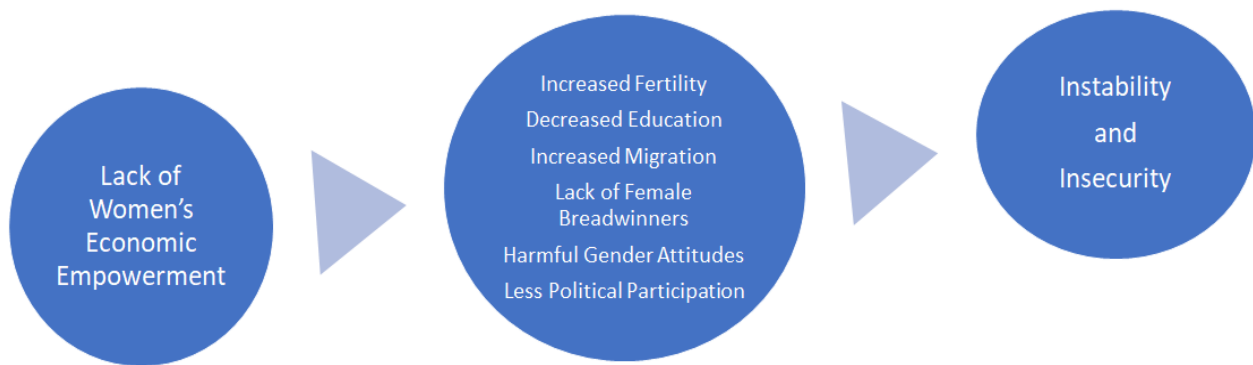 Lack of
Women’s
Economic
Empowerment
Increased Fertility
Decreased Education
Increased Migration
Lack of Female
Breadwinners
Harmful Gender Attitudes
Less Political Participation
Instability
and
Insecurity